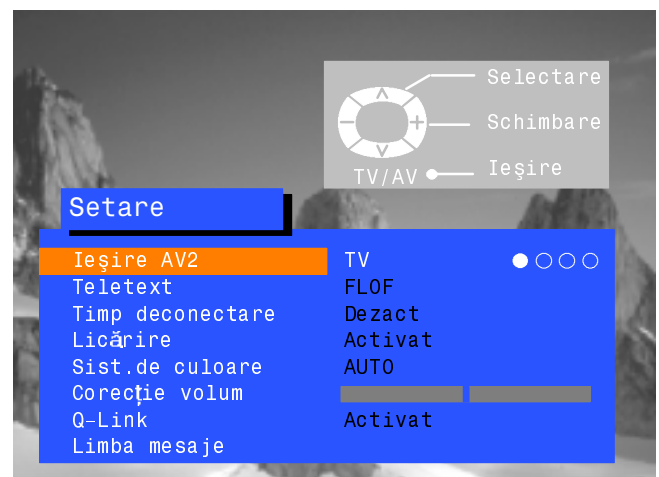 Selectare
Schimbare
TV/AV Ieşire
Setare
Ieşire AV2 TV
Teletext FLOF
Timp deconectare Dezact
Licărire Activat
Sist.de culoare AUTO
Corecţie volum
Q-Link Activat
Limba mesaje